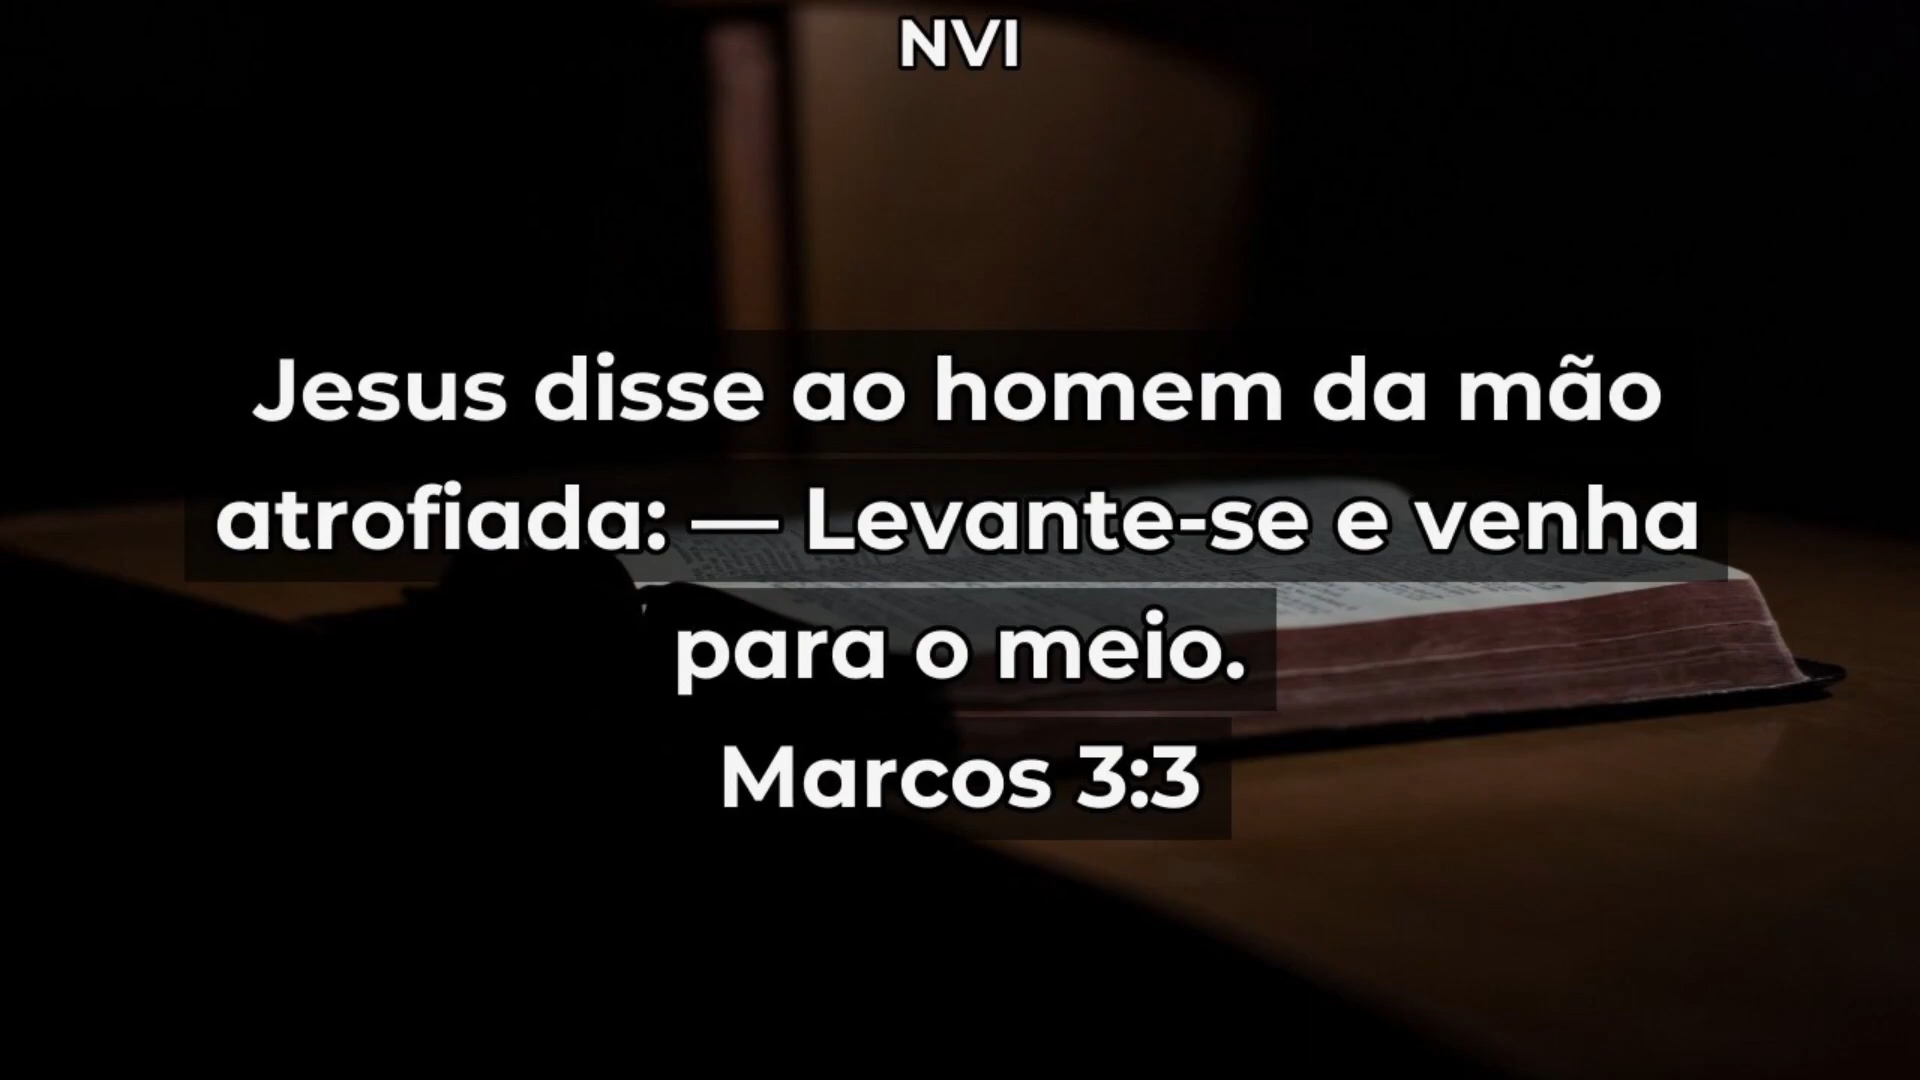 NVI
Jesus disse ao homem da mão
atrofiada: — Levante-se e venha
para o meio.
Marcos 3:3